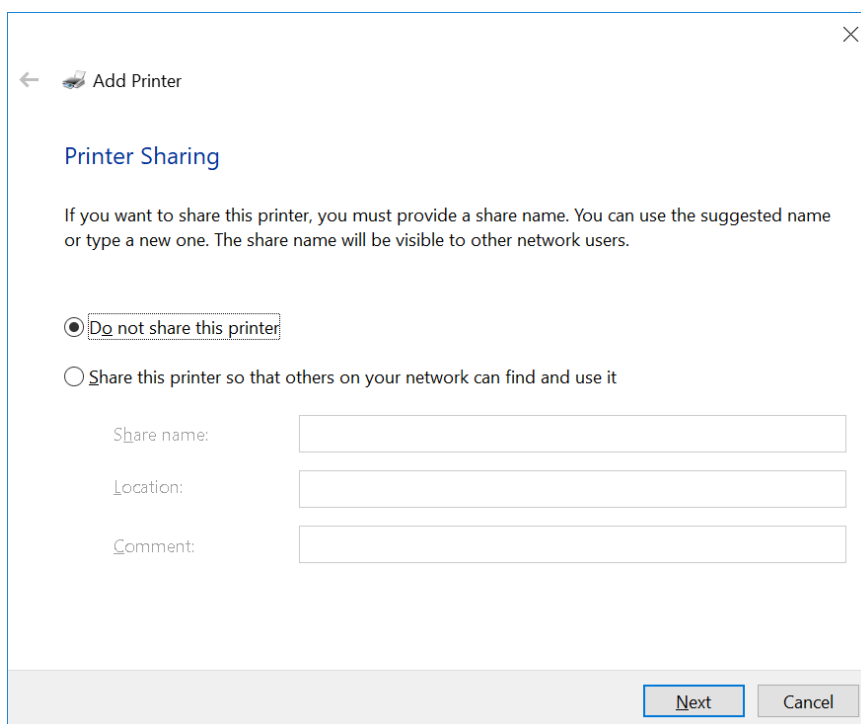 Add Printer
Printer Sharing
If you want to share this printer, you must provide a share name. You can use the suggested name
or type a new one. The share name will be visible to other network users.
Do not share this printer
Share this printer so that others on your network can find and use it
Share name:
Location:
Comment:
Next
Cancel